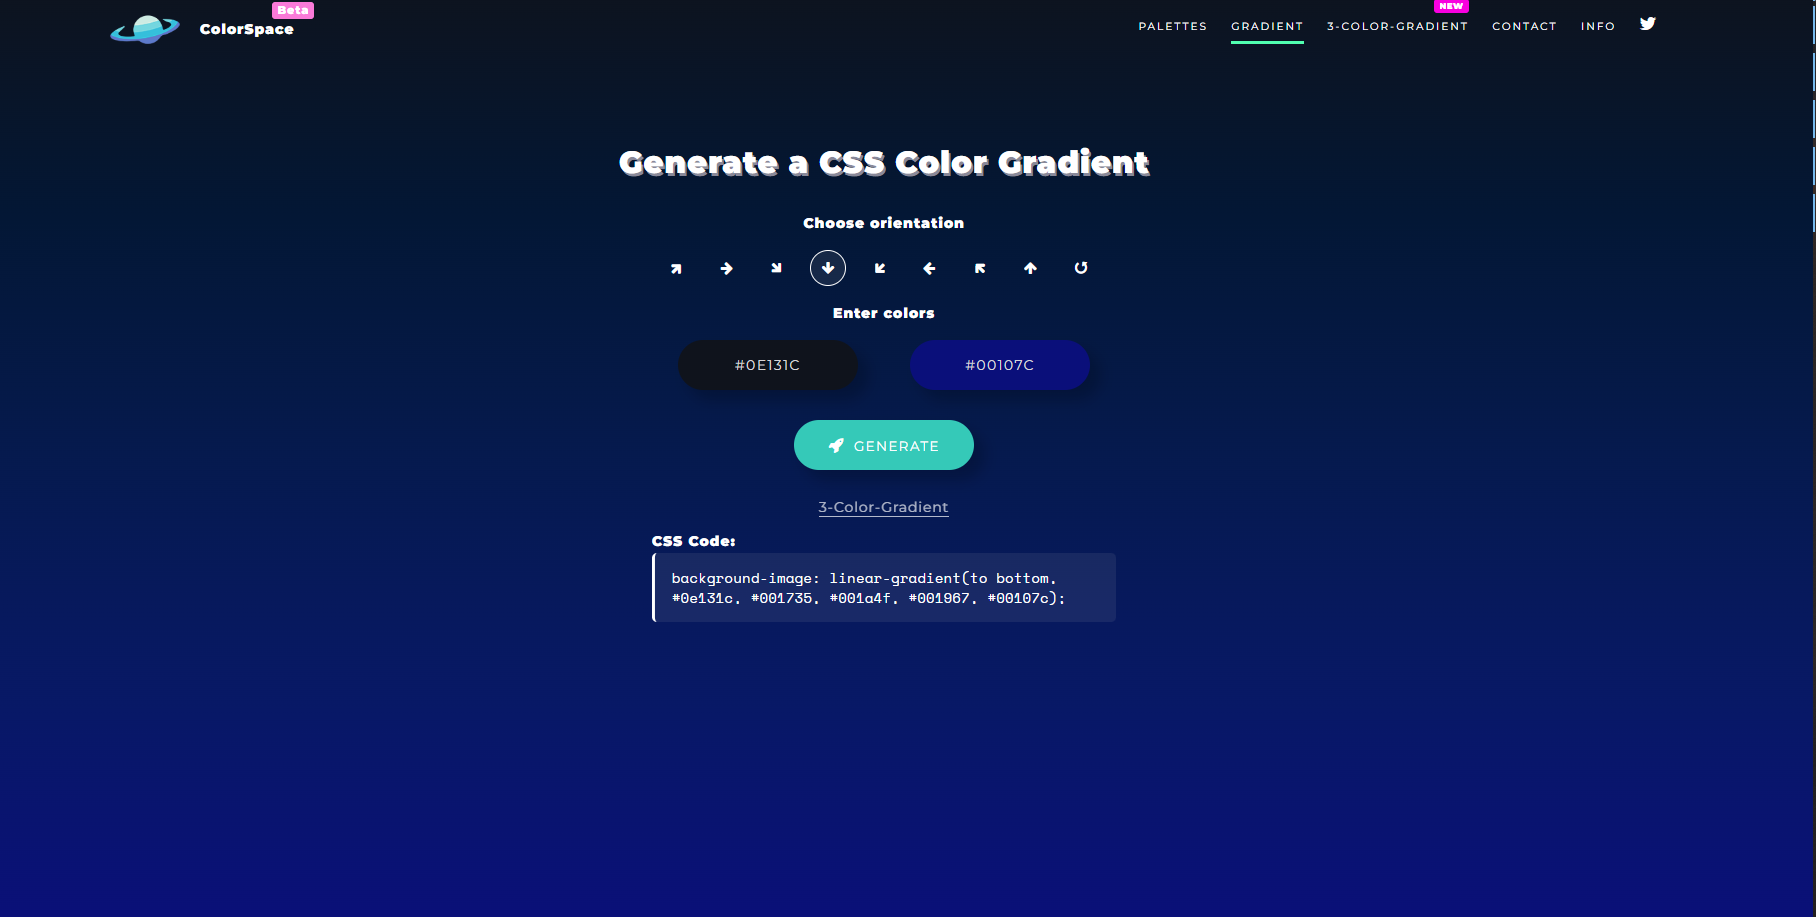 Beta
ColorSpace
NEW
PALETTES GRADIENT 3-COLOR-GRADIENT CONTACT INFO
Generate a CSS Color Gradient
Choose orientation
Enter colors
#0E131C #00107C
GENERATE
3-Color-Gradient
CSS Code:
background-image: linear-gradient(to bottom,
#0e131c, #001735, #001a4f, #001967, #00107c);